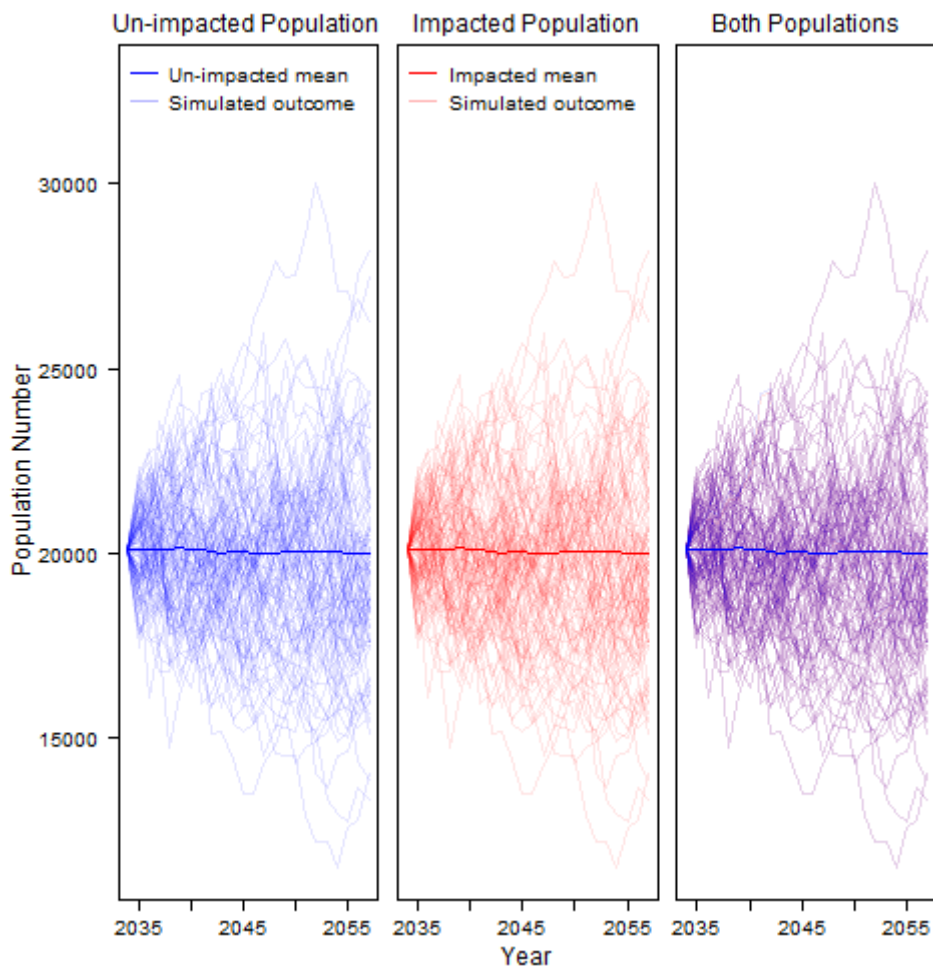 Un-impacted Population
Impacted Population
Both Populations
Un-impacted mean
Simulated outcome
Impacted mean
Simulated outcome
Population Number
30000
25000
20000
15000
2035
2045
2055
2035
2045
2055
2035
2045
2055
Year